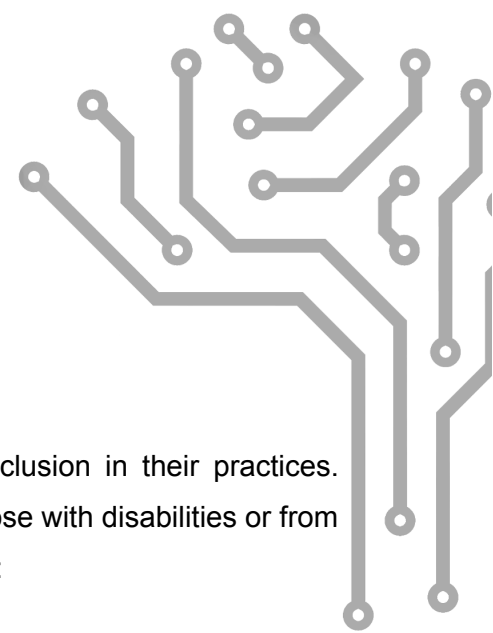 clusion in their practices.
ose with disabilities or from
: